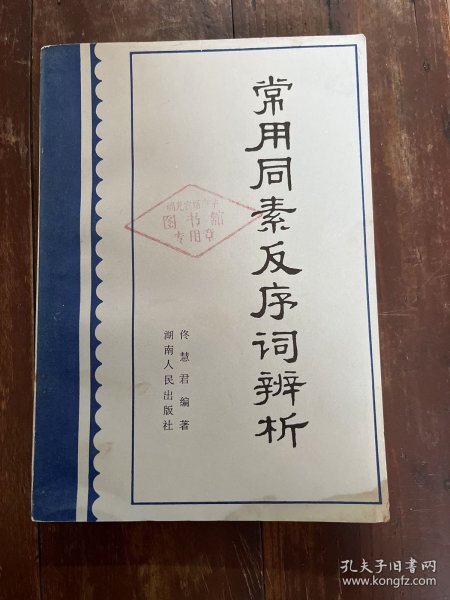 常用同素反序词辨析
佟慧君编著
湖南人民出版社
图书馆
专用章
孔夫子旧书网
www.kongfz.com